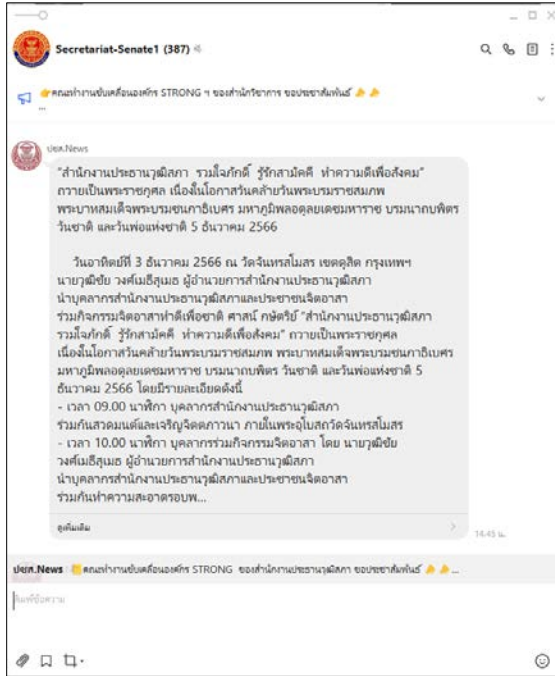 Secretariat-Senate1 (387)
👉คณะทำงานขับเคลื่อนองค์กร STRONG ฯ ของสำนักวิชาการ ขอประชาสัมพันธ์ 📣 📣
...
ปชส.News
"สำนักงานประธานวุฒิสภา รวมใจภักดิ์ รู้รักสามัคคี ทำความดีเพื่อสังคม"
ถวายเป็นพระราชกุศล เนื่องในโอกาสวันคล้ายวันพระบรมราชสมภพ
พระบาทสมเด็จพระบรมชนกาธิเบศร มหาภูมิพลอดุลยเดชมหาราช บรมนาถบพิตร
วันชาติ และวันพ่อแห่งชาติ 5 ธันวาคม 2566
วันอาทิตย์ที่ 3 ธันวาคม 2566 ณ วัดจันทรสโมสร เขตดุสิต กรุงเทพฯ
นายวุฒิชัย วงศ์เมธีสุเมธ ผู้อำนวยการสำนักงานประธานวุฒิสภา
นำบุคลากรสำนักงานประธานวุฒิสภาและประชาชนจิตอาสา
ร่วมกิจกรรมจิตอาสาทำดีเพื่อชาติ ศาสน์ กษัตริย์ "สำนักงานประธานวุฒิสภา
รวมใจภักดิ์ รู้รักสามัคคี ทำความดีเพื่อสังคม" ถวายเป็นพระราชกุศล
เนื่องในโอกาสวันคล้ายวันพระบรมราชสมภพ พระบาทสมเด็จพระบรมชนกาธิเบศร
มหาภูมิพลอดุลยเดชมหาราช บรมนาถบพิตร วันชาติ และวันพ่อแห่งชาติ 5
ธันวาคม 2566 โดยมีรายละเอียดดังนี้
- เวลา 09.00 นาฬิกา บุคลากรสำนักงานประธานวุฒิสภา
ร่วมกันสวดมนต์และเจริญจิตตภาวนา ภายในพระอุโบสถวัดจันทรสโมสร
- เวลา 10.00 นาฬิกา บุคลากรร่วมกิจกรรมจิตอาสา โดย นายวุฒิชัย
วงศ์เมธีสุเมธ ผู้อำนวยการสำนักงานประธานวุฒิสภา
นำบุคลากรสำนักงานประธานวุฒิสภาและประชาชนจิตอาสา
ร่วมกันทำความสะอาดรอบพ...
ดูเพิ่มเติม
14.45 น.
ปชส.News 👏คณะทำงานขับเคลื่อนองค์กร STRONG ของสำนักงานประธานวุฒิสภา ขอประชาสัมพันธ์ 📣 📣 ...
พิมพ์ข้อความ